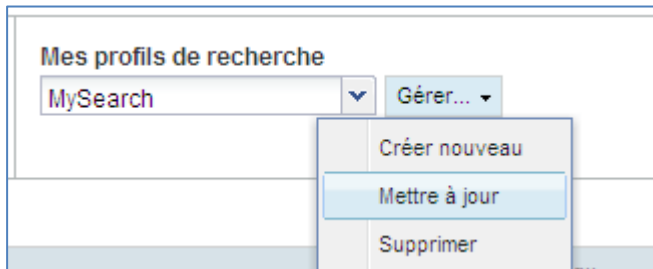 Mes profils de recherche
MySearch Gérer...
Créer nouveau
Mettre à jour
Supprimer